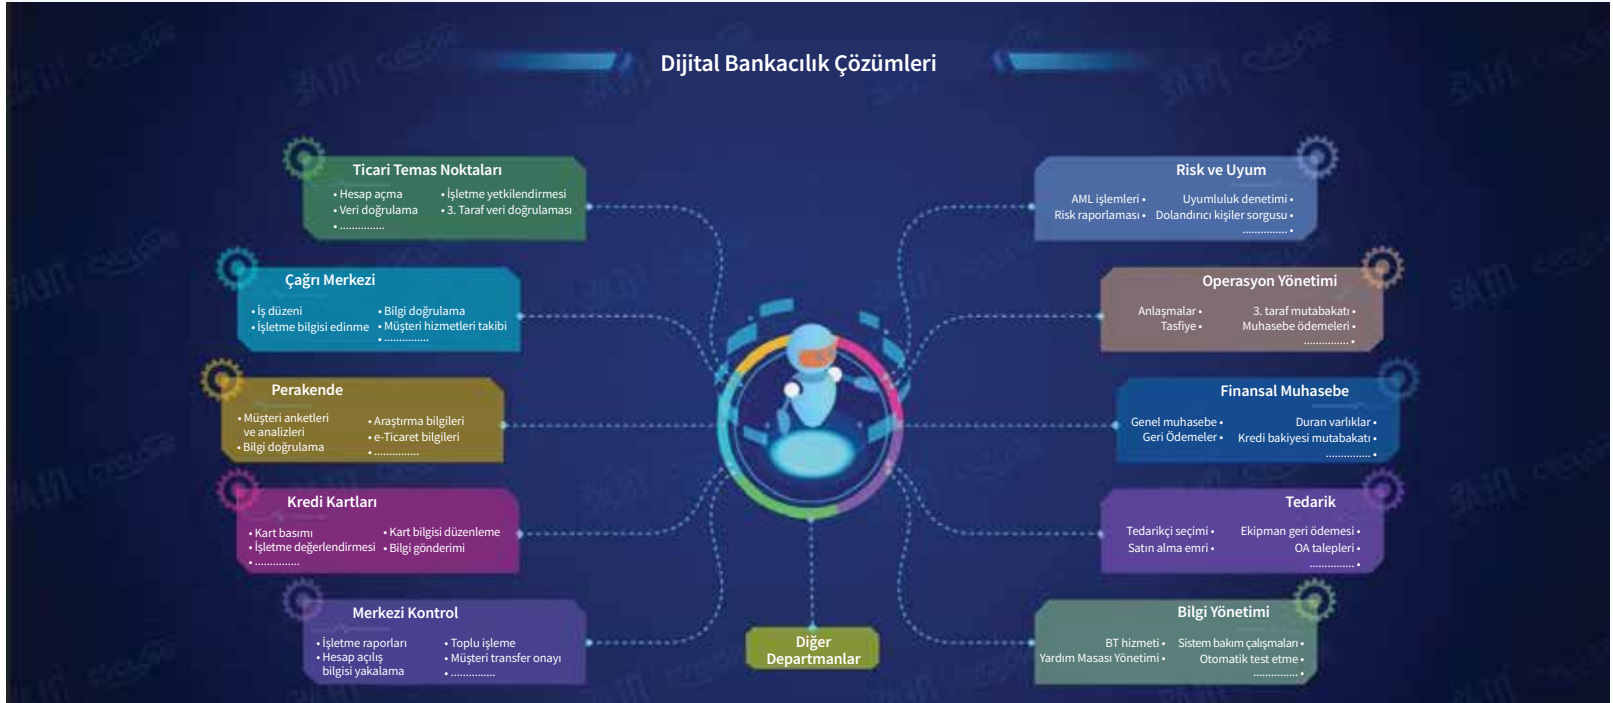 Dijital Bankacılık Çözümleri
Ticari Temas Noktaları
• Hesap açma
• Veri doğrulama
• ...............
• İşletme yetkilendirmesi
• 3. Taraf veri doğrulaması
Çağrı Merkezi
• İş düzeni
• İşletme bilgisi edinme
• Bilgi doğrulama
• Müşteri hizmetleri takibi
• ...............
Perakende
• Müşteri anketleri
ve analizleri
• Bilgi doğrulama
• Araştırma bilgileri
• e-Ticaret bilgileri
• ...............
Kredi Kartları
• Kart basımı
• İşletme değerlendirmesi
• ...............
• Kart bilgisi düzenleme
• Bilgi gönderimi
Merkezi Kontrol
• İşletme raporları
• Hesap açılış
bilgisi yakalama
• Toplu işleme
• Müşteri transfer onayı
• ...............
Diğer
Departmanlar
Risk ve Uyum
AML işlemleri •
Risk raporlaması •
Uyumluluk denetimi •
Dolandırıcı kişiler sorgusu •
............... •
Operasyon Yönetimi
Anlaşmalar •
Tasfiye •
3. taraf mutabakatı •
Muhasebe ödemeleri •
............... •
Finansal Muhasebe
Genel muhasebe •
Geri Ödemeler •
Duran varlıklar •
Kredi bakiyesi mutabakatı •
............... •
Tedarik
Tedarikçi seçimi •
Satın alma emri •
Ekipman geri ödemesi •
OA talepleri •
............... •
Bilgi Yönetimi
BT hizmeti •
Yardım Masası Yönetimi •
Sistem bakım çalışmaları •
Otomatik test etme •
............... •